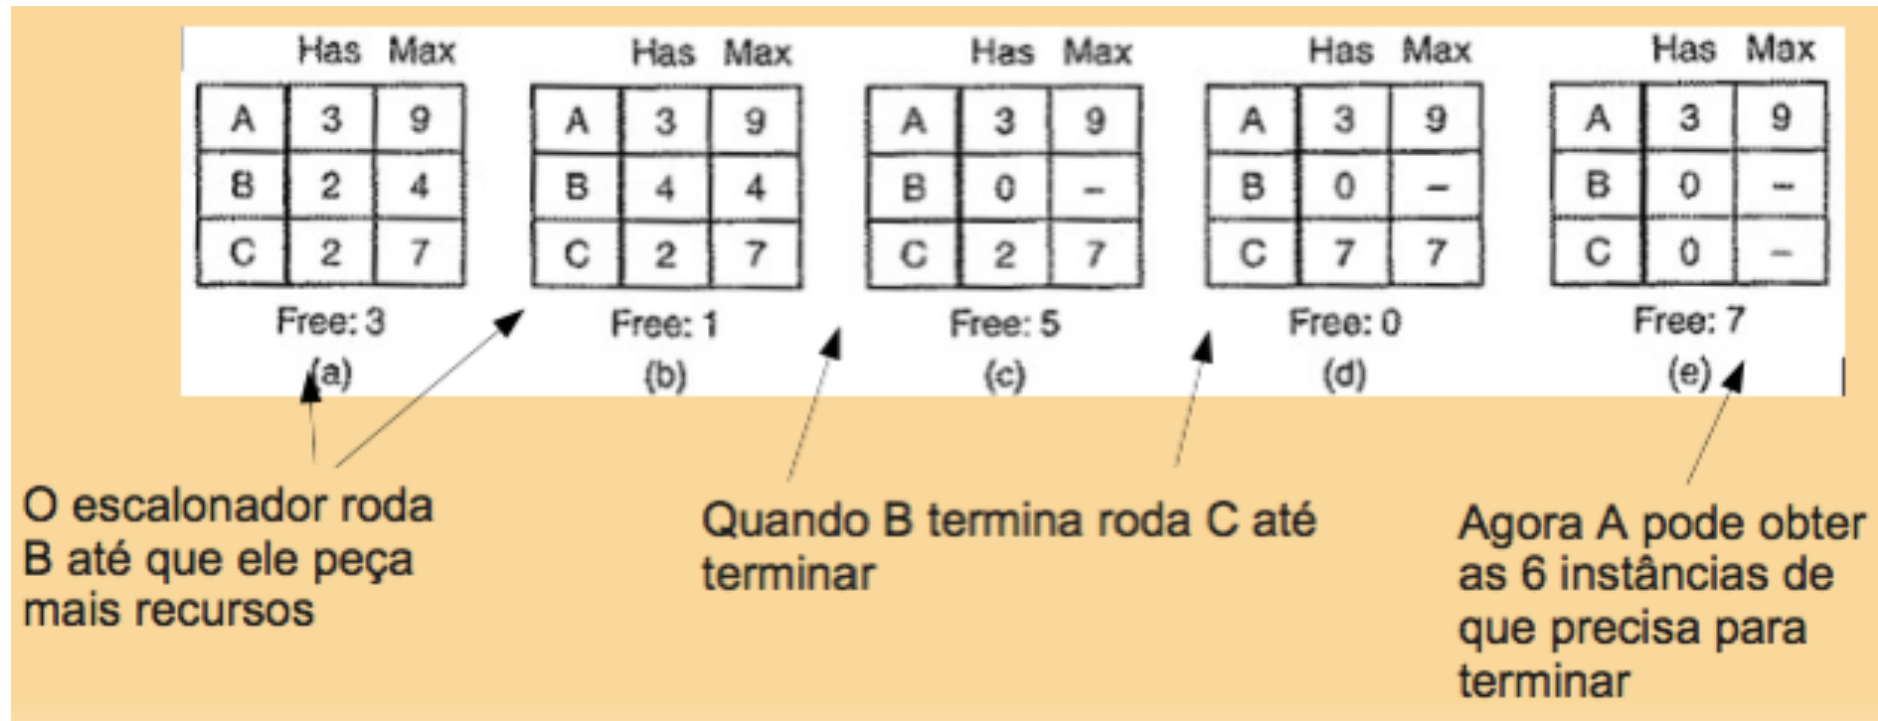 Has Max Has Max Has Max Has Max Has Max
A 3 9 A 3 9 A 3 9 A 3 9 A 3 9
B 2 4 B 4 4 B 0 – B 0 – B 0 –
C 2 7 C 2 7 C 2 7 C 7 7 C 0 –
Free: 3 Free: 1 Free: 5 Free: 0 Free: 7
(a) (b) (c) (d) (e)
O escalonador roda
B até que ele peça
mais recursos
Quando B termina roda C até
terminar
Agora A pode obter
as 6 instâncias de
que precisa para
terminar